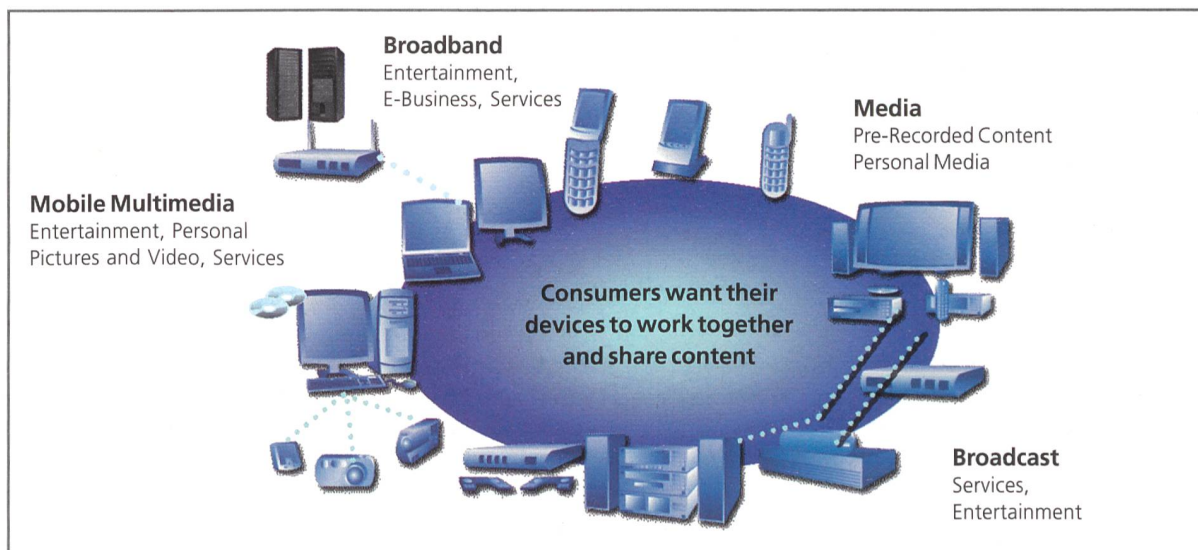 Broadband
Entertainment,
E-Business, Services
Media
Pre-Recorded Content
Personal Media
Mobile Multimedia
Entertainment, Personal
Pictures and Video, Services
Consumers want their
devices to work together
and share content
Broadcast
Services,
Entertainment